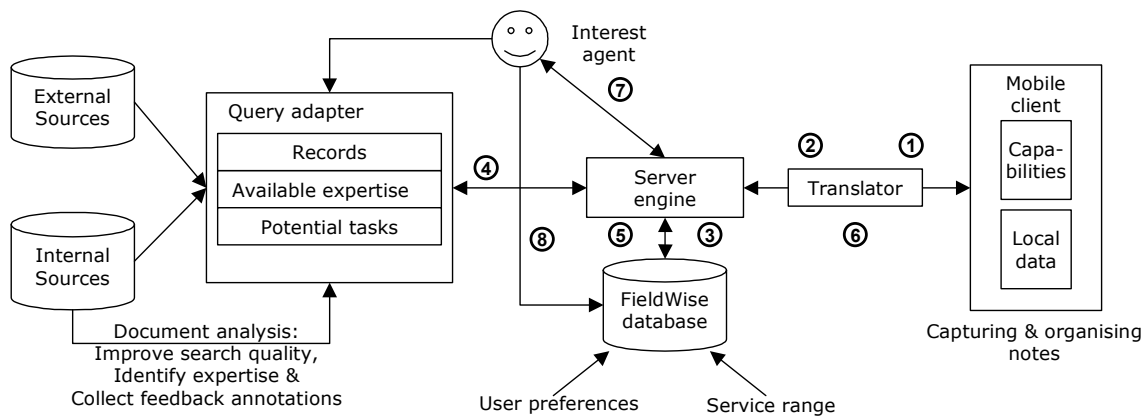 Interest
agent
External
Sources
Query adapter
Records
Available expertise
Potential tasks
Internal
Sources
Document analysis:
Improve search quality,
Identify expertise &
Collect feedback annotations
7
4
8
Server
engine
5
3
FieldWise
database
User preferences
Service range
2
1
Translator
6
Mobile
client
Capa-
bilities
Local
data
Capturing & organising
notes